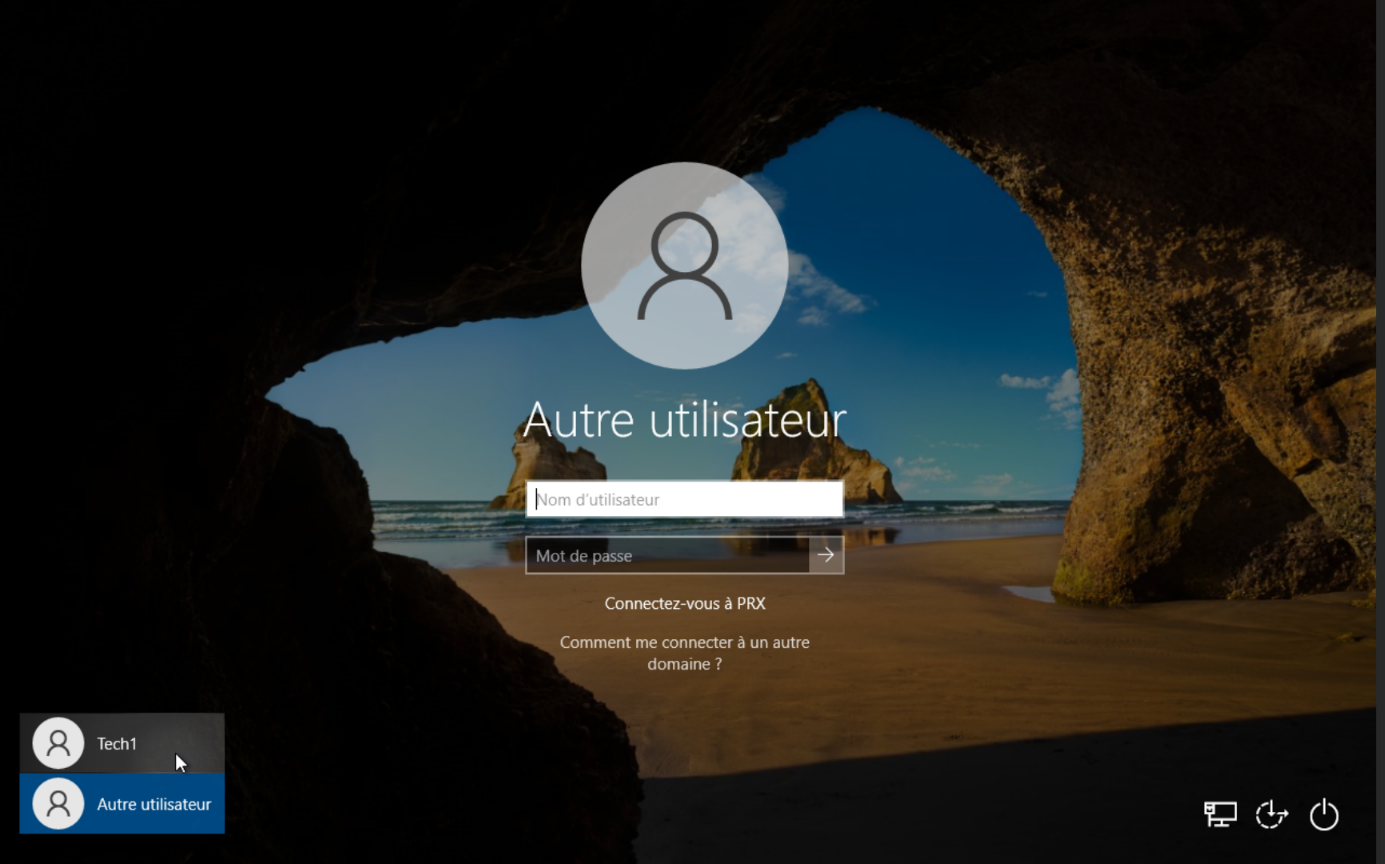 Autre utilisateur
Nom d'utilisateur
Mot de passe
Connectez-vous à PRX
Comment me connecter à un autre
domaine ?
Tech1
Autre utilisateur